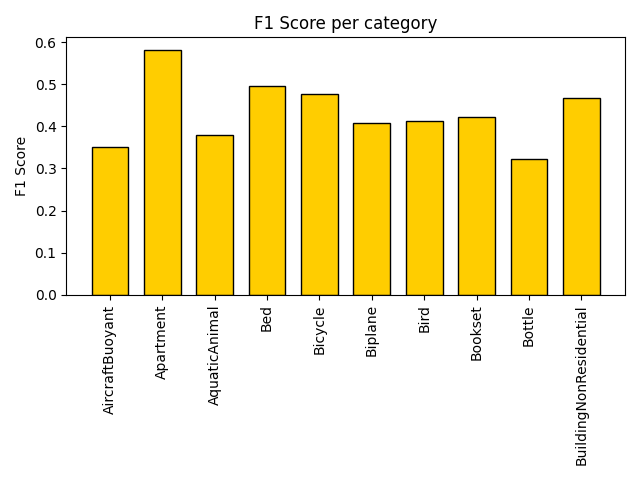 F1 Score per category
F1 Score
0.6
0.5
0.4
0.3
0.2
0.1
0.0
AircraftBuoyant
Apartment
AquaticAnimal
Bed
Bicycle
Biplane
Bird
Bookset
Bottle
BuildingNonResidential